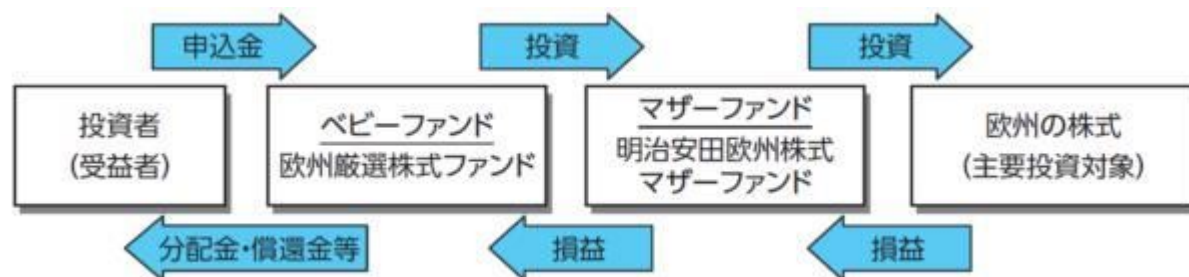 申込金
投資
投資
投資者
(受益者)
ベビーファンド
欧州厳選株式ファンド
マザーファンド
明治安田欧州株式
マザーファンド
欧州の株式
(主要投資対象)
分配金・償還金等
損益
損益